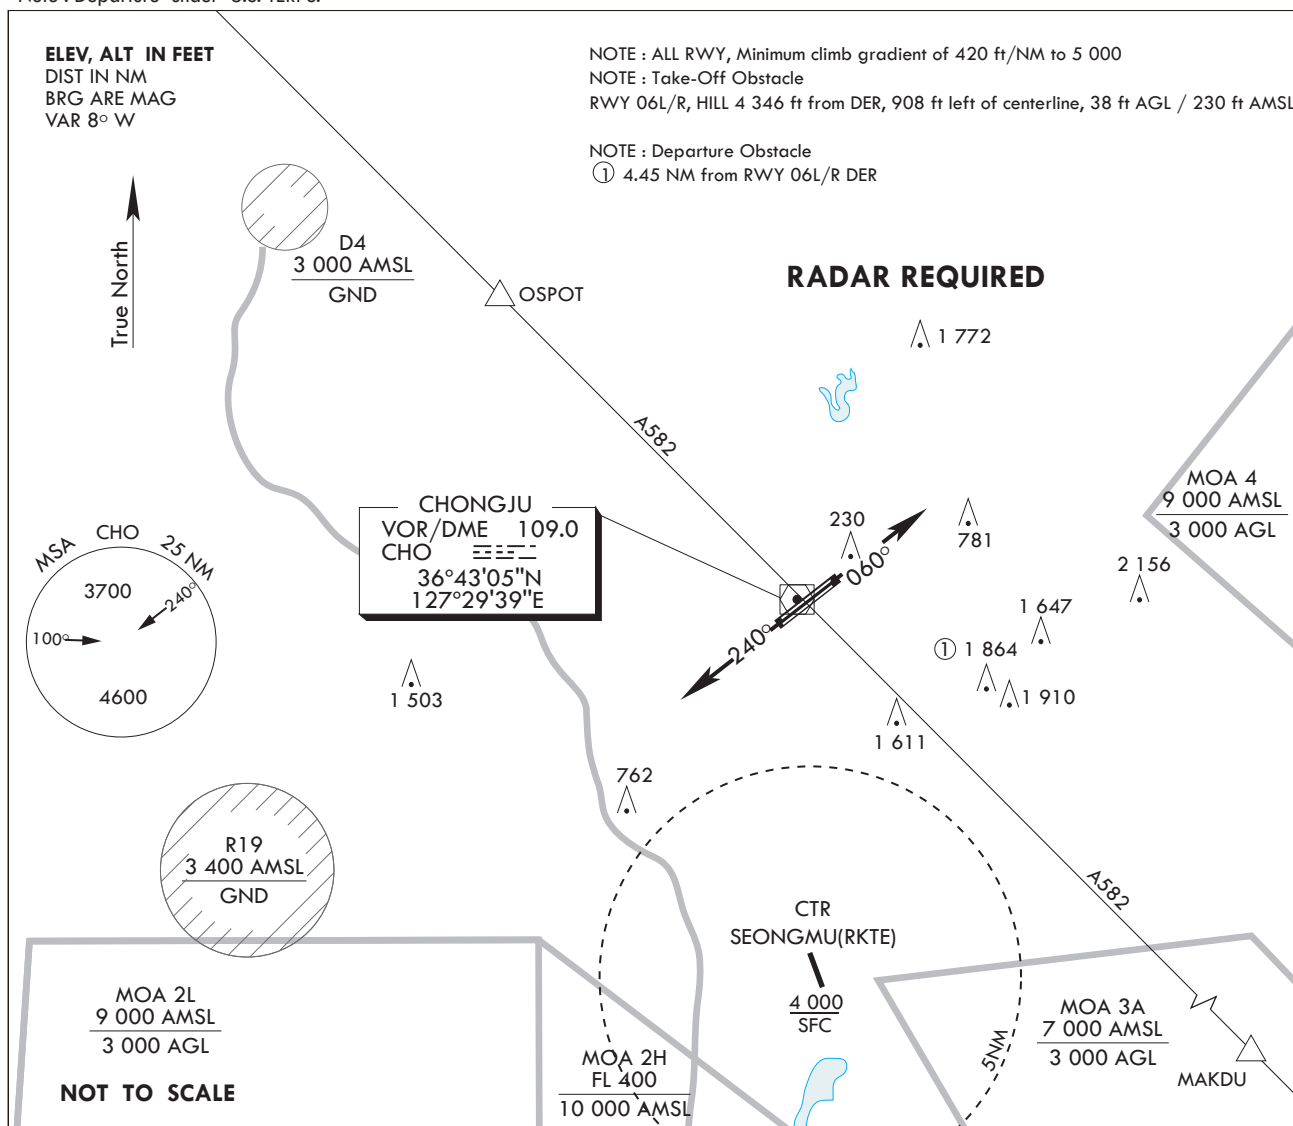 Note : Departure under U.S. TERPS.
ELEV, ALT IN FEET
DIST IN NM
BRG ARE MAG
VAR 8° W
NOTE : ALL RWY, Minimum climb gradient of 420 ft/NM to 5 000
NOTE : Take-Off Obstacle
RWY 06L/R, HILL 4 346 ft from DER, 908 ft left of centerline, 38 ft AGL / 230 ft AMSL
NOTE : Departure Obstacle
① 4.45 NM from RWY 06L/R DER
True North
D4
3 000 AMSL
GND
OSPOT
RADAR REQUIRED
1 772
A582
MOA 4
9 000 AMSL
3 000 AGL
CHONGJU
VOR/DME 109.0
CHO
36°43'05"N
127°29'39"E
230
060°
781
2 156
MSA CHO 25 NM
3700
240°
100°
4600
240°
1 647
① 1 864
1 910
1 503
1 611
762
R19
3 400 AMSL
GND
A582
CTR
SEONGMU(RKTE)
4 000
SFC
5NM
MOA 2L
9 000 AMSL
3 000 AGL
MOA 3A
7 000 AMSL
3 000 AGL
MOA 2H
FL 400
10 000 AMSL
MAKDU
NOT TO SCALE